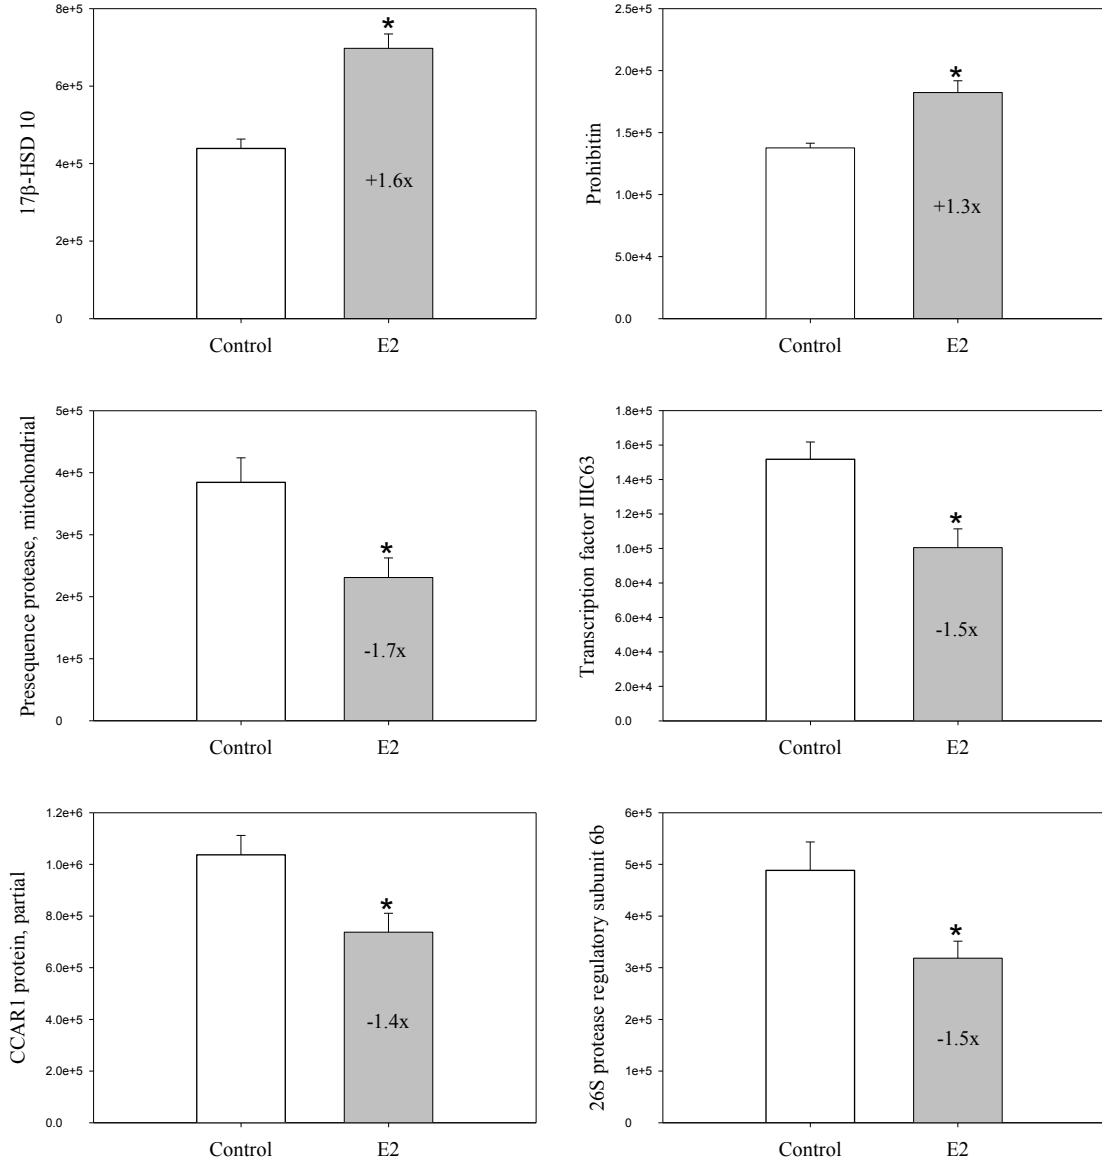 17β-HSD 10
8e+5
6e+5
4e+5
2e+5
0
*
+1.6x
Control
E2
Prohibitin
2.5e+5
2.0e+5
1.5e+5
1.0e+5
5.0e+4
0.0
*
+1.3x
Control
E2
Presequence protease, mitochondrial
5e+5
4e+5
3e+5
2e+5
1e+5
0
*
-1.7x
Control
E2
Transcription factor IIIC63
1.8e+5
1.6e+5
1.4e+5
1.2e+5
1.0e+5
8.0e+4
6.0e+4
4.0e+4
2.0e+4
0.0
*
-1.5x
Control
E2
CCAR1 protein, partial
1.2e+6
1.0e+6
8.0e+5
6.0e+5
4.0e+5
2.0e+5
0.0
*
-1.4x
Control
E2
26S protease regulatory subunit 6b
6e+5
5e+5
4e+5
3e+5
2e+5
1e+5
0
*
-1.5x
Control
E2